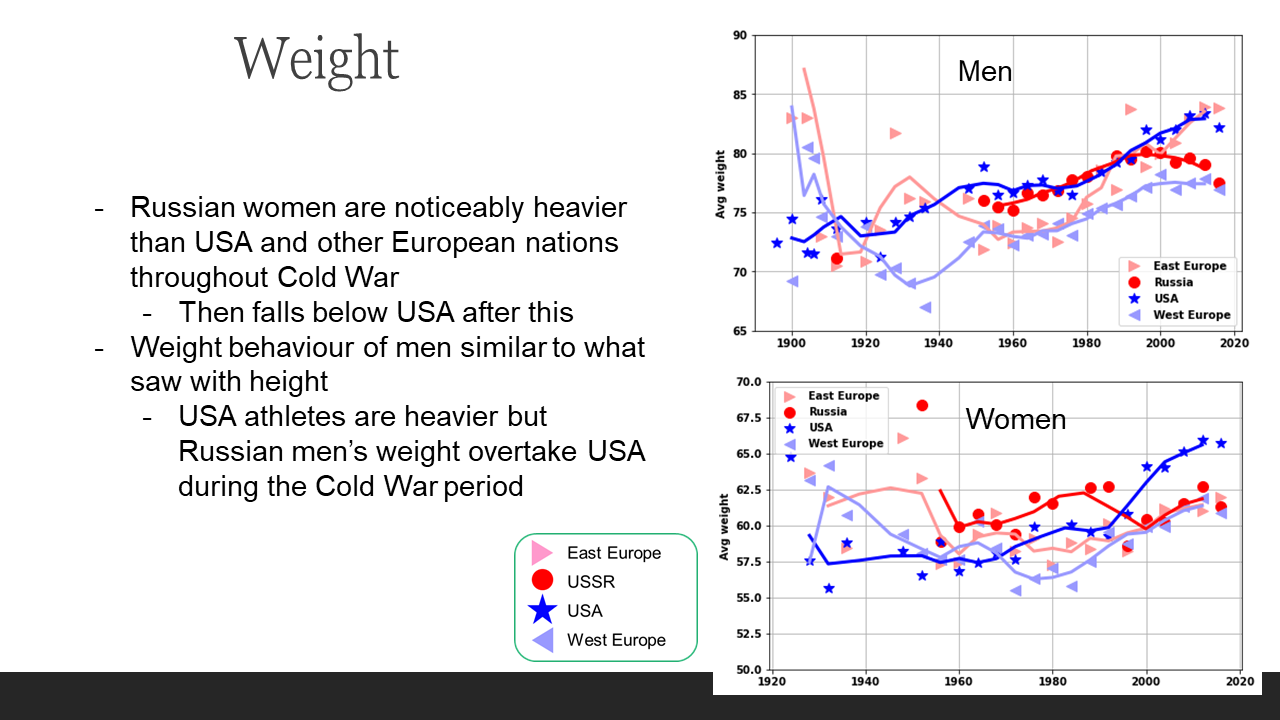 Weight
- Russian women are noticeably heavier
than USA and other European nations
throughout Cold War
- Then falls below USA after this
- Weight behaviour of men similar to what
saw with height
- USA athletes are heavier but
Russian men’s weight overtake USA
during the Cold War period
East Europe
USSR
USA
West Europe
Men
Avg weight
90
85
80
75
70
65
1900
1920
1940
1960
1980
2000
2020
East Europe
Russia
USA
West Europe
Women
Avg weight
70.0
67.5
65.0
62.5
60.0
57.5
55.0
52.5
50.0
1920
1940
1960
1980
2000
2020
East Europe
Russia
USA
West Europe